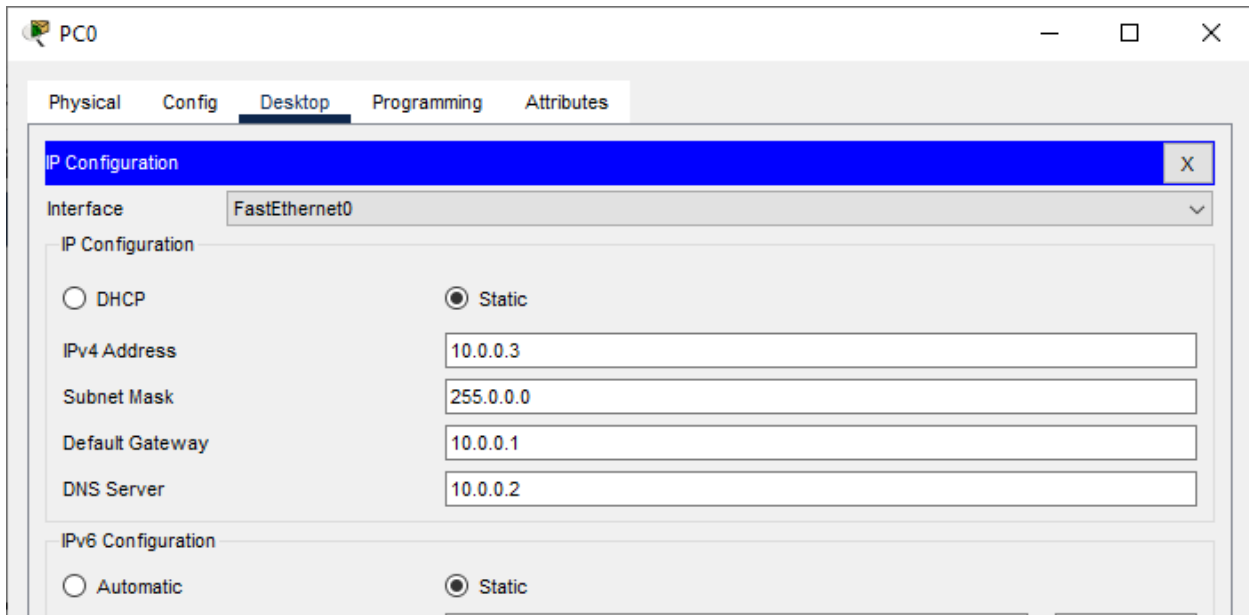 PC0
Physical Config Desktop Programming Attributes
IP Configuration X
Interface FastEthernet0
IP Configuration
DHCP Static
IPv4 Address 10.0.0.3
Subnet Mask 255.0.0.0
Default Gateway 10.0.0.1
DNS Server 10.0.0.2
IPv6 Configuration
Automatic Static